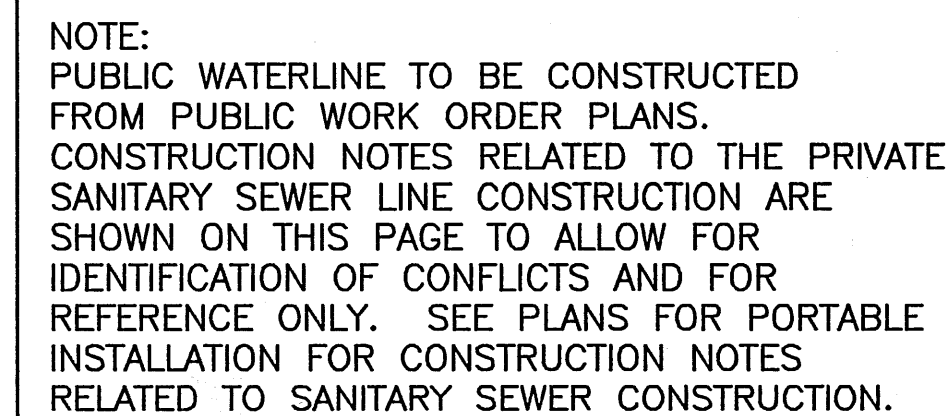 NOTE:
PUBLIC WATERLINE TO BE CONSTRUCTED
FROM PUBLIC WORK ORDER PLANS.
CONSTRUCTION NOTES RELATED TO THE PRIVATE
SANITARY SEWER LINE CONSTRUCTION ARE
SHOWN ON THIS PAGE TO ALLOW FOR
IDENTIFICATION OF CONFLICTS AND FOR
REFERENCE ONLY. SEE PLANS FOR PORTABLE
INSTALLATION FOR CONSTRUCTION NOTES
RELATED TO SANITARY SEWER CONSTRUCTION.